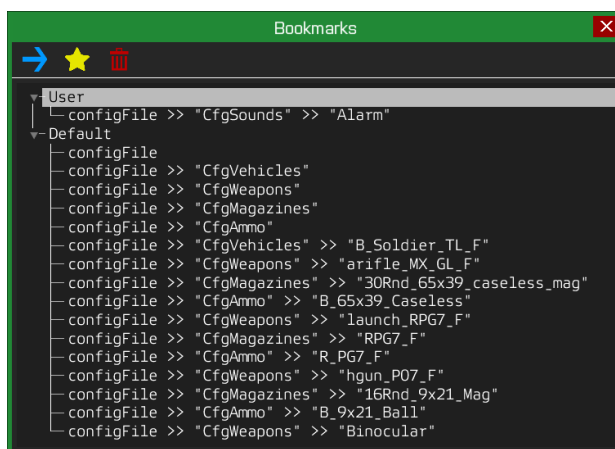 Bookmarks
User
configFile >> "CfgSounds" >> "Alarm"
Default
configFile
configFile >> "CfgVehicles"
configFile >> "CfgWeapons"
configFile >> "CfgMagazines"
configFile >> "CfgAmmo"
configFile >> "CfgVehicles" >> "B_Soldier_TL_F"
configFile >> "CfgWeapons" >> "arifle_MX_GL_F"
configFile >> "CfgMagazines" >> "30Rnd_65x39_caseless_mag"
configFile >> "CfgAmmo" >> "B_65x39_Caseless"
configFile >> "CfgWeapons" >> "launch_RPG7_F"
configFile >> "CfgMagazines" >> "RPG7_F"
configFile >> "CfgAmmo" >> "R_PG7_F"
configFile >> "CfgWeapons" >> "hgun_P07_F"
configFile >> "CfgMagazines" >> "16Rnd_9x21_Mag"
configFile >> "CfgAmmo" >> "B_9x21_Ball"
configFile >> "CfgWeapons" >> "Binocular"